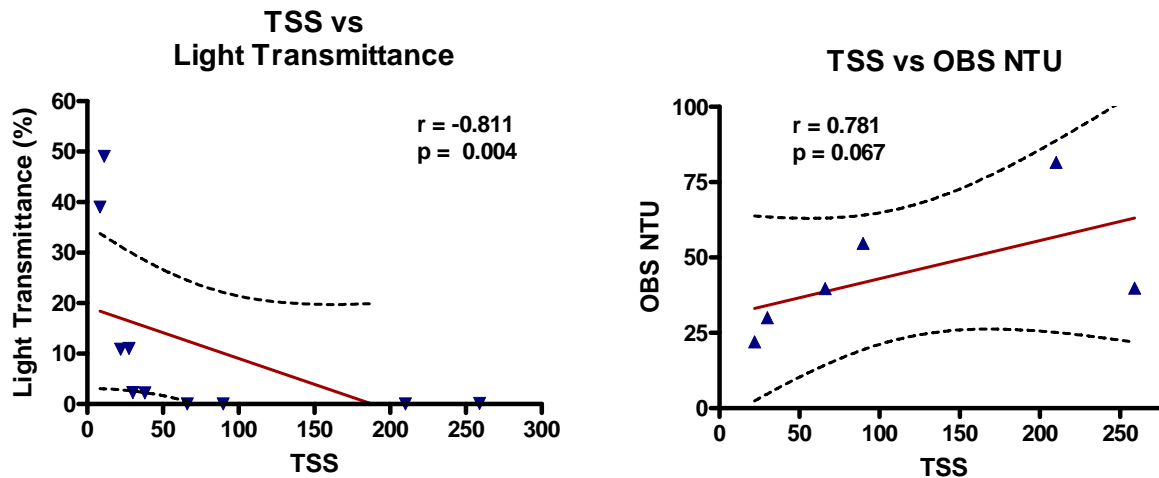 TSS vs
Light Transmittance
60
50
40
30
20
10
0
Light Transmittance (%)
r = -0.811
p = 0.004
0 50 100 150 200 250 300
TSS
TSS vs OBS NTU
100
75
50
25
0
OBS NTU
r = 0.781
p = 0.067
0 50 100 150 200 250
TSS